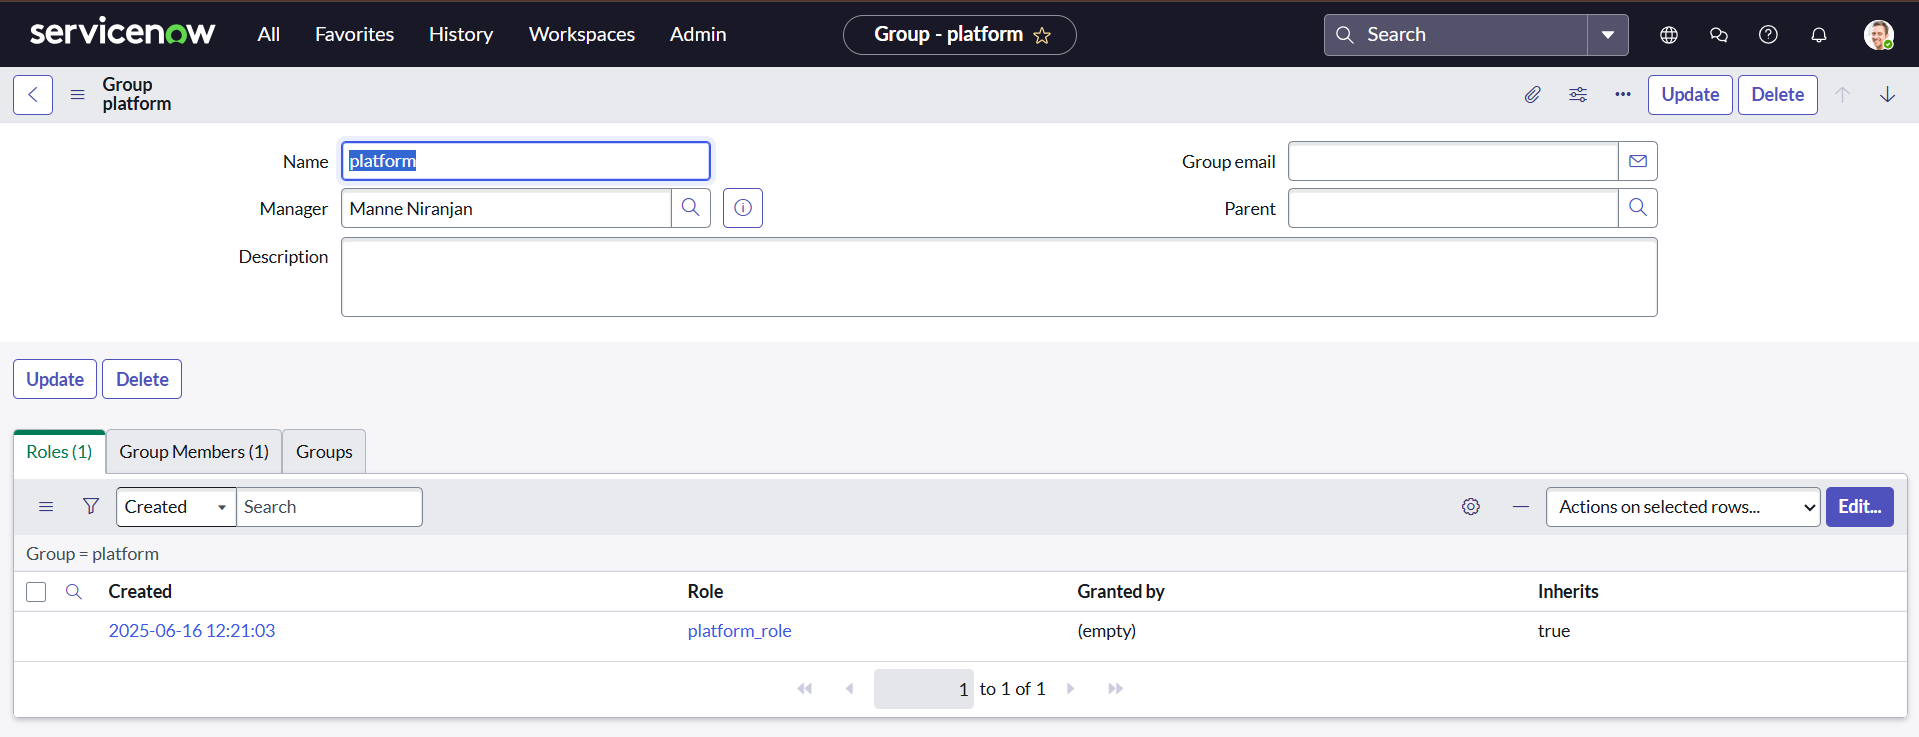 servicenow All Favorites History Workspaces Admin Group - platform Search
Group
platform
Update Delete
Name platform Group email
Manager Manne Niranjan Parent
Description
Update Delete
Roles (1) Group Members (1) Groups
Created Search Actions on selected rows... Edit...
Group = platform
Created Role Granted by Inherits
2025-06-16 12:21:03 platform_role (empty) true
1 to 1 of 1